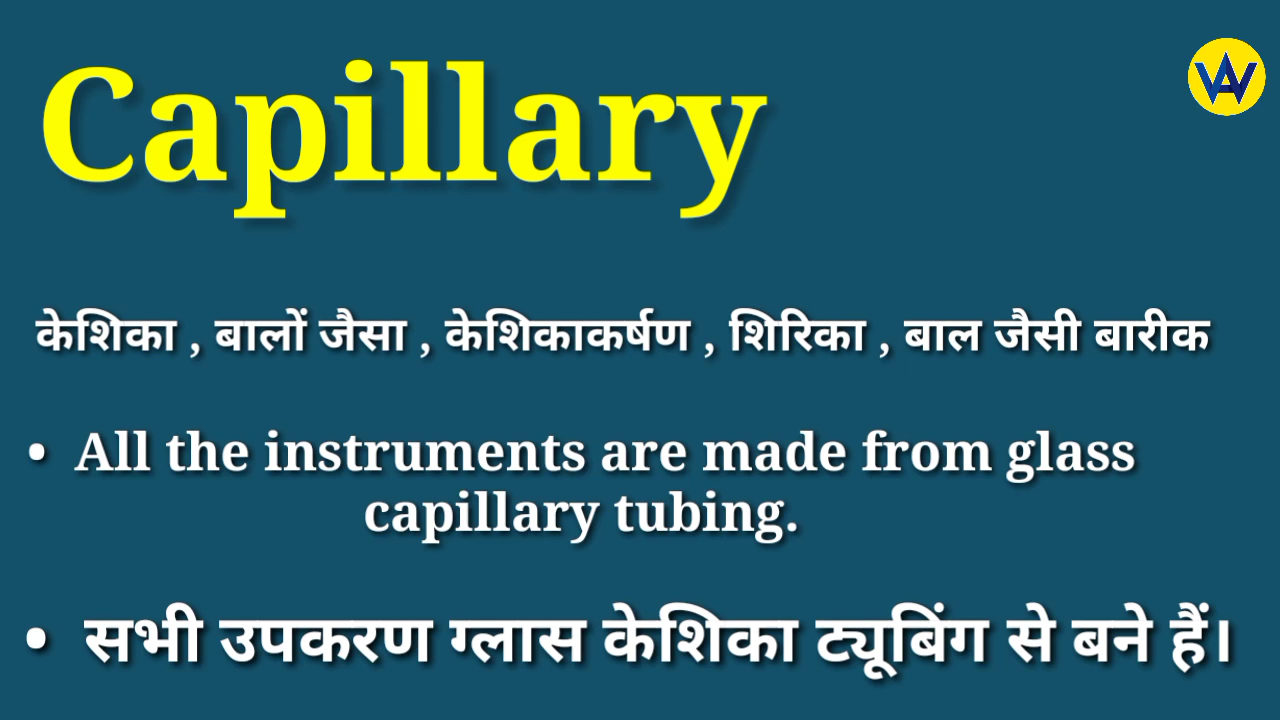 Capillary
केशिका , बालों जैसा , केशिकाकर्षण , शिरिका , बाल जैसी बारीक
• All the instruments are made from glass
capillary tubing.
• सभी उपकरण ग्लास केशिका ट्यूबिंग से बने हैं।